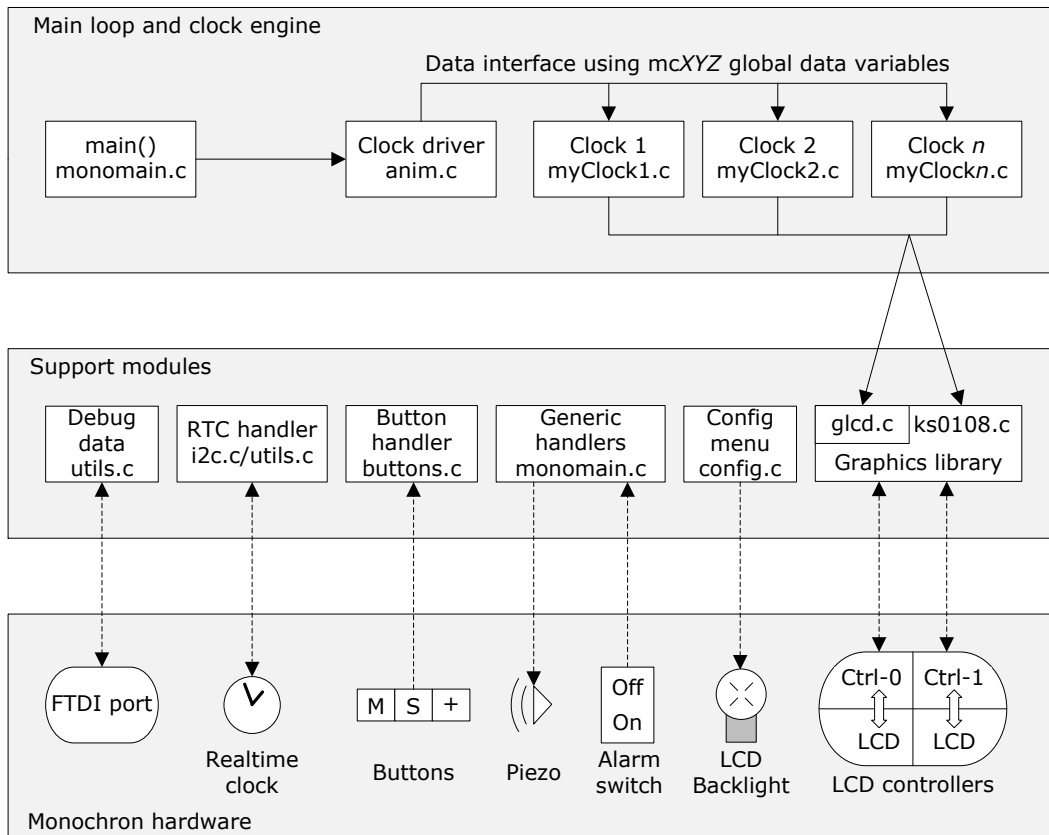 Main loop and clock engine
Data interface using mcXYZ global data variables
main()
monomain.c
Clock driver
anim.c
Clock 1
myClock1.c
Clock 2
myClock2.c
Clock n
myClockn.c
Support modules
Debug
data
utils.c
RTC handler
i2c.c/utils.c
Button
handler
buttons.c
Generic
handlers
monomain.c
Config
menu
config.c
glcd.c
ks0108.c
Graphics library
FTDI port
Realtime
clock
M S +
Buttons
Piezo
Off
On
Alarm
switch
LCD
Backlight
Ctrl-0
Ctrl-1
LCD
LCD
LCD controllers
Monochron hardware